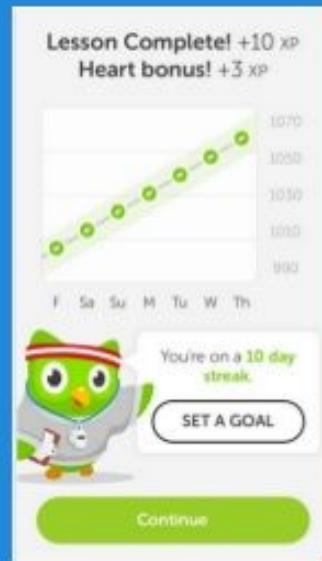 Lesson Complete! +10 XP
Heart bonus! +3 XP
1070
1050
1030
1010
990
F Sa Su M Tu W Th
You're on a 10 day
streak.
SET A GOAL
Continue